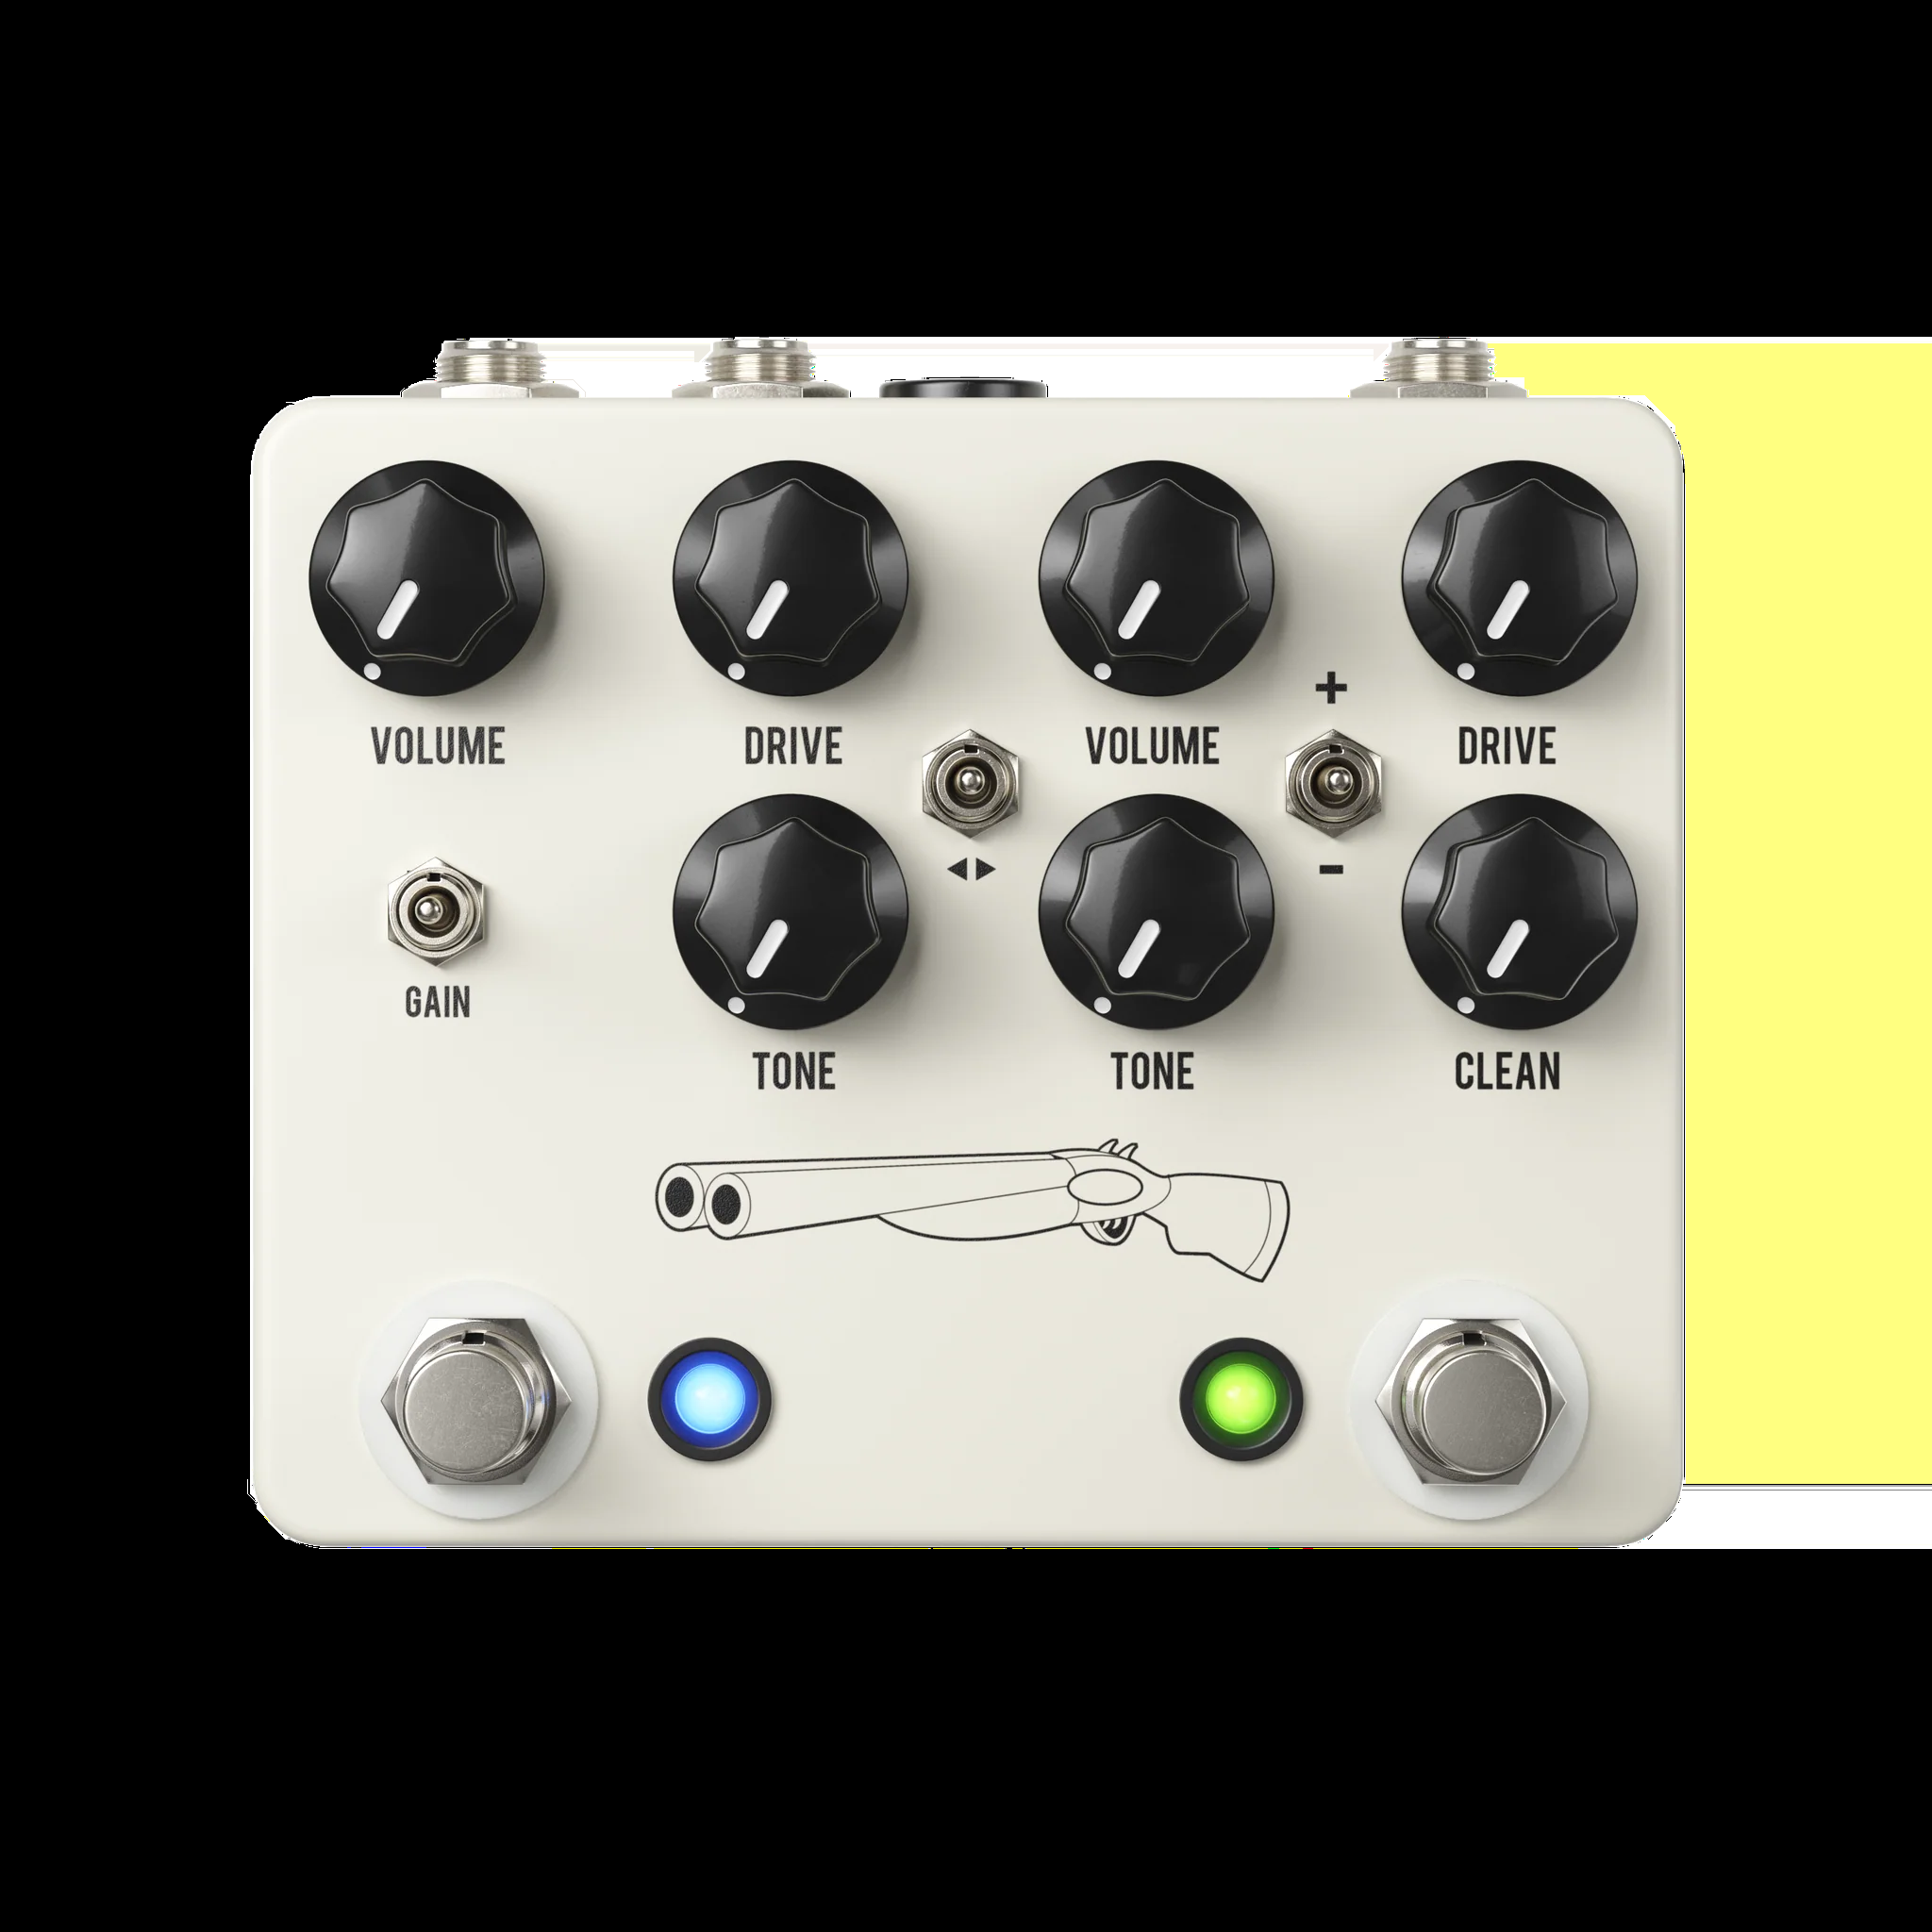 VOLUME DRIVE VOLUME DRIVE
+
-
GAIN
TONE TONE CLEAN